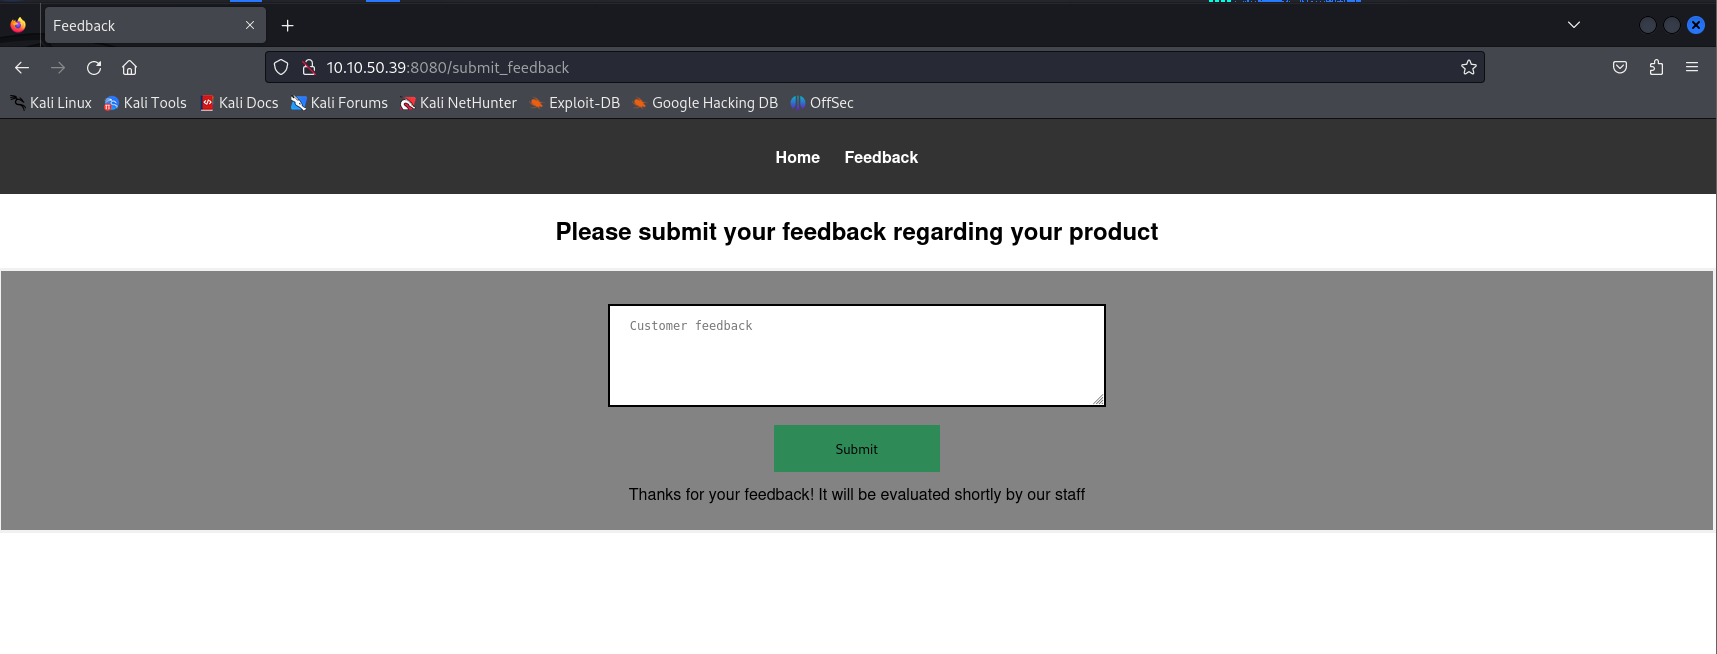 Feedback
10.10.50.39:8080/submit_feedback
Kali Linux Kali Tools Kali Docs Kali Forums Kali NetHunter Exploit-DB Google Hacking DB OffSec
Home Feedback
Please submit your feedback regarding your product
Customer feedback
Submit
Thanks for your feedback! It will be evaluated shortly by our staff